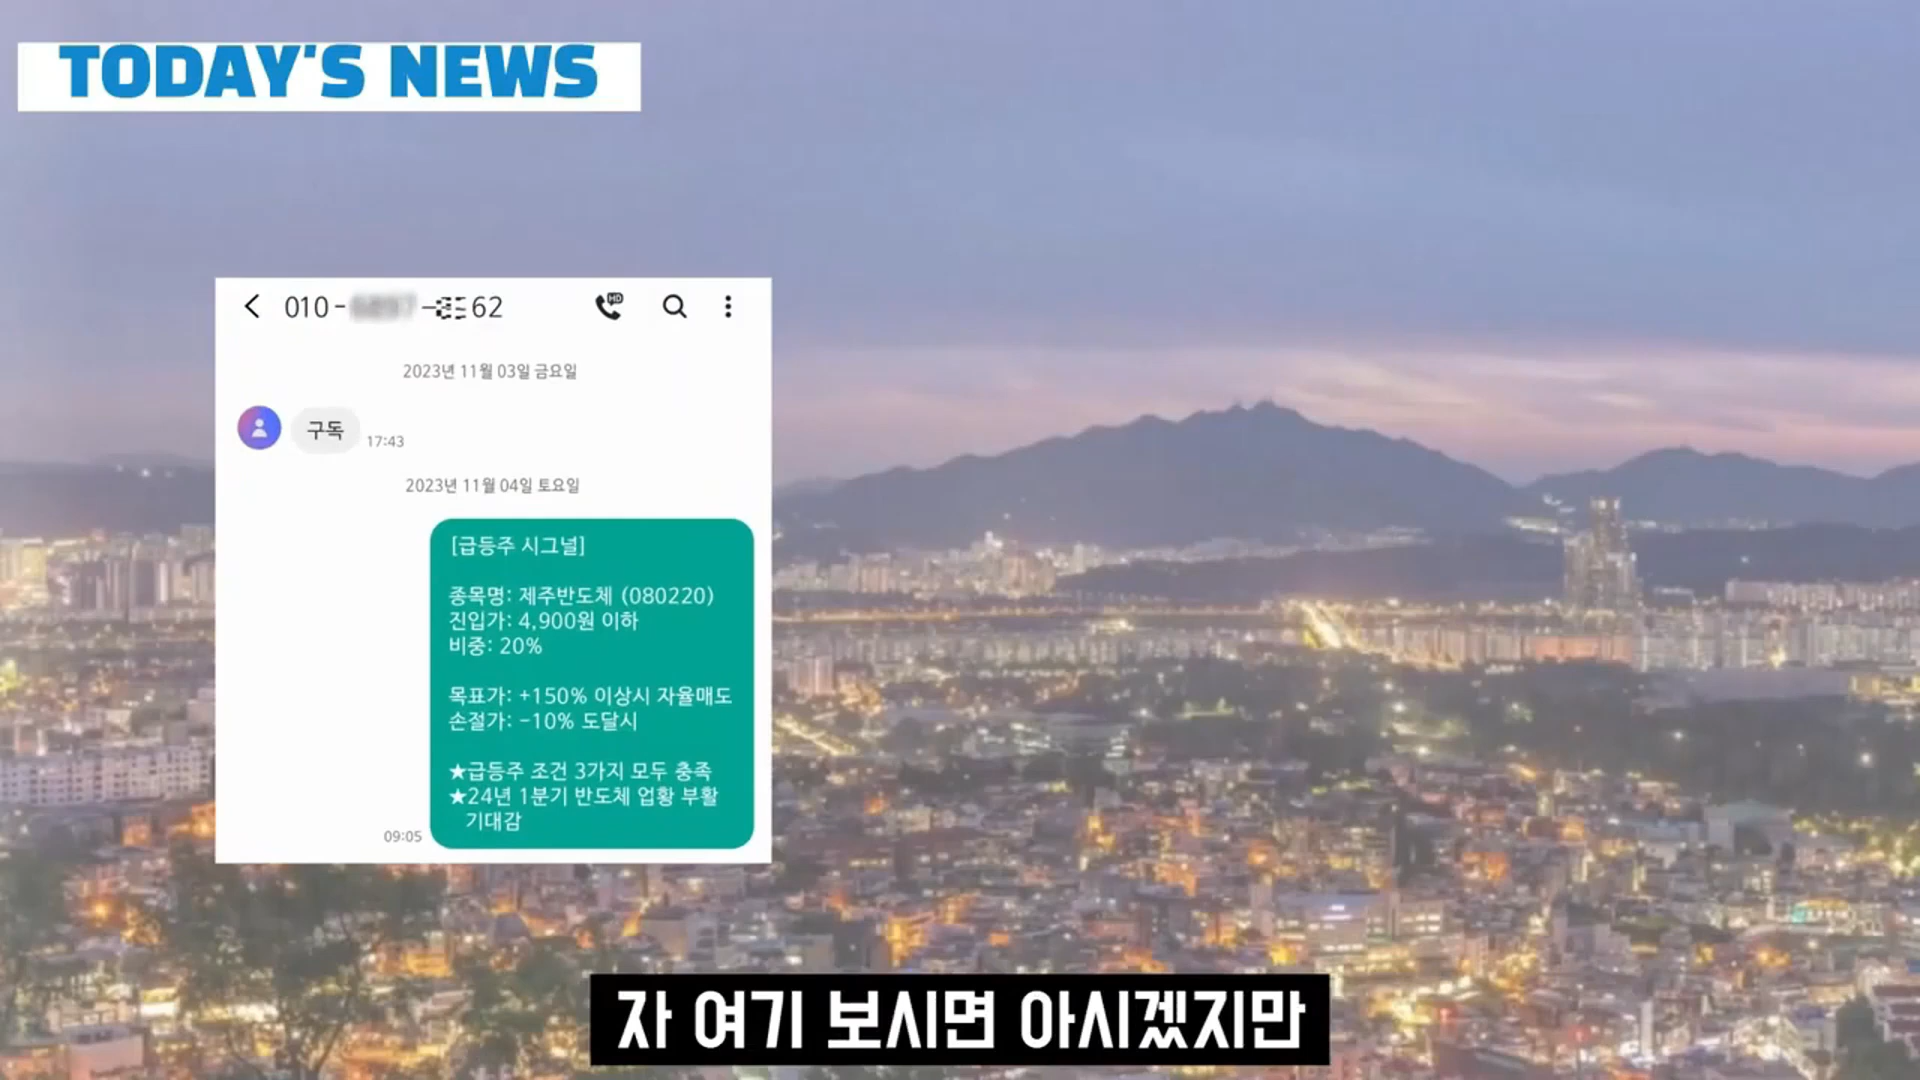 TODAY'S NEWS
010-
62
2023년 11월 03일 금요일
구독
17:43
2023년 11월 04일 토요일
[급등주 시그널]
종목명: 제주반도체 (080220)
진입가: 4,900원 이하
비중: 20%
목표가: +150% 이상시 자율매도
손절가: -10% 도달시
★급등주 조건 3가지 모두 충족
★24년 1분기 반도체 업황 부활
기대감
09:05
자 여기 보시면 아시겠지만